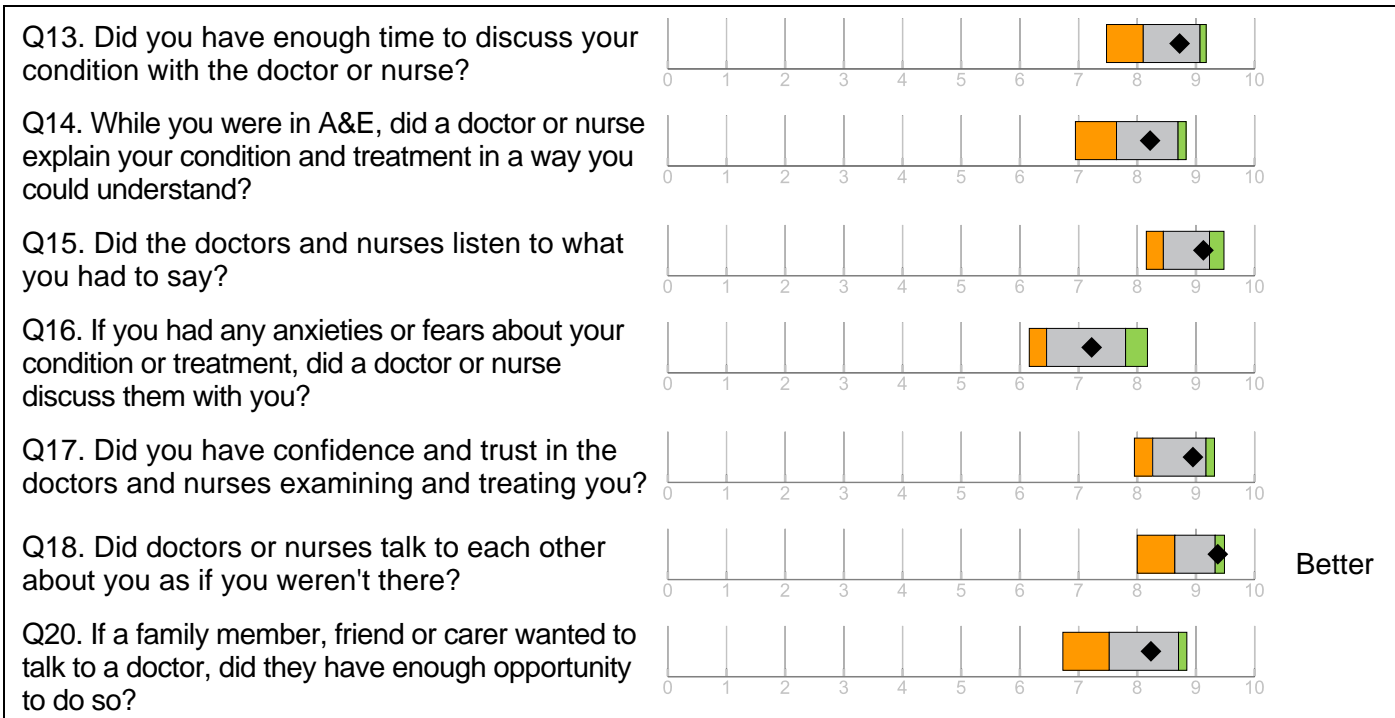 Q13. Did you have enough time to discuss your
condition with the doctor or nurse?
0 1 2 3 4 5 6 7 8 9 10
Q14. While you were in A&E, did a doctor or nurse
explain your condition and treatment in a way you
could understand?
0 1 2 3 4 5 6 7 8 9 10
Q15. Did the doctors and nurses listen to what
you had to say?
0 1 2 3 4 5 6 7 8 9 10
Q16. If you had any anxieties or fears about your
condition or treatment, did a doctor or nurse
discuss them with you?
0 1 2 3 4 5 6 7 8 9 10
Q17. Did you have confidence and trust in the
doctors and nurses examining and treating you?
0 1 2 3 4 5 6 7 8 9 10
Q18. Did doctors or nurses talk to each other
about you as if you weren't there?
0 1 2 3 4 5 6 7 8 9 10
Better
Q20. If a family member, friend or carer wanted to
talk to a doctor, did they have enough opportunity
to do so?
0 1 2 3 4 5 6 7 8 9 10